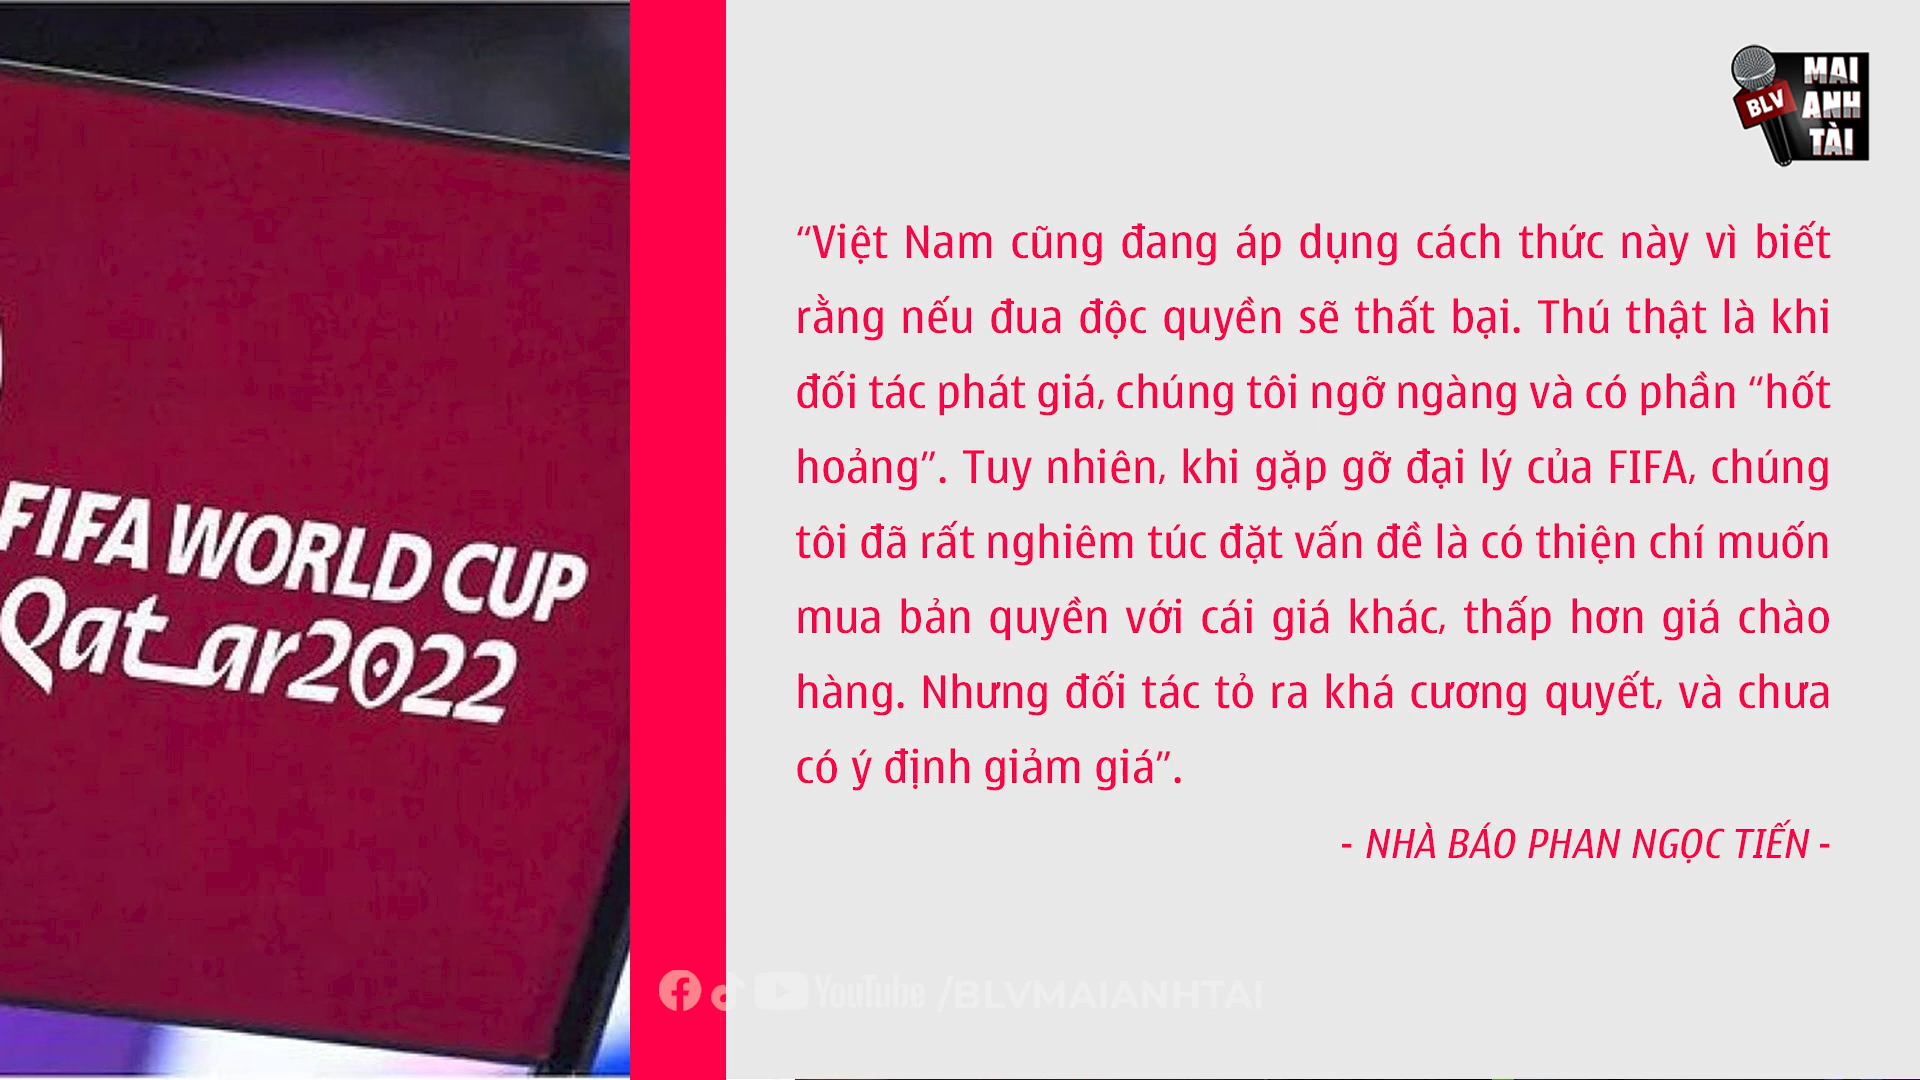 FIFA WORLD CUP
Qatar2022
BLV
MAI
ANH
TÀI
“Việt Nam cũng đang áp dụng cách thức này vì biết
rằng nếu đua độc quyền sẽ thất bại. Thú thật là khi
đối tác phát giá, chúng tôi ngỡ ngàng và có phần “hốt
hoảng”. Tuy nhiên, khi gặp gỡ đại lý của FIFA, chúng
tôi đã rất nghiêm túc đặt vấn đề là có thiện chí muốn
mua bản quyền với cái giá khác, thấp hơn giá chào
hàng. Nhưng đối tác tỏ ra khá cương quyết, và chưa
có ý định giảm giá”.
- NHÀ BÁO PHAN NGỌC TIẾN -
YouTube /BLVMAIANHTAI